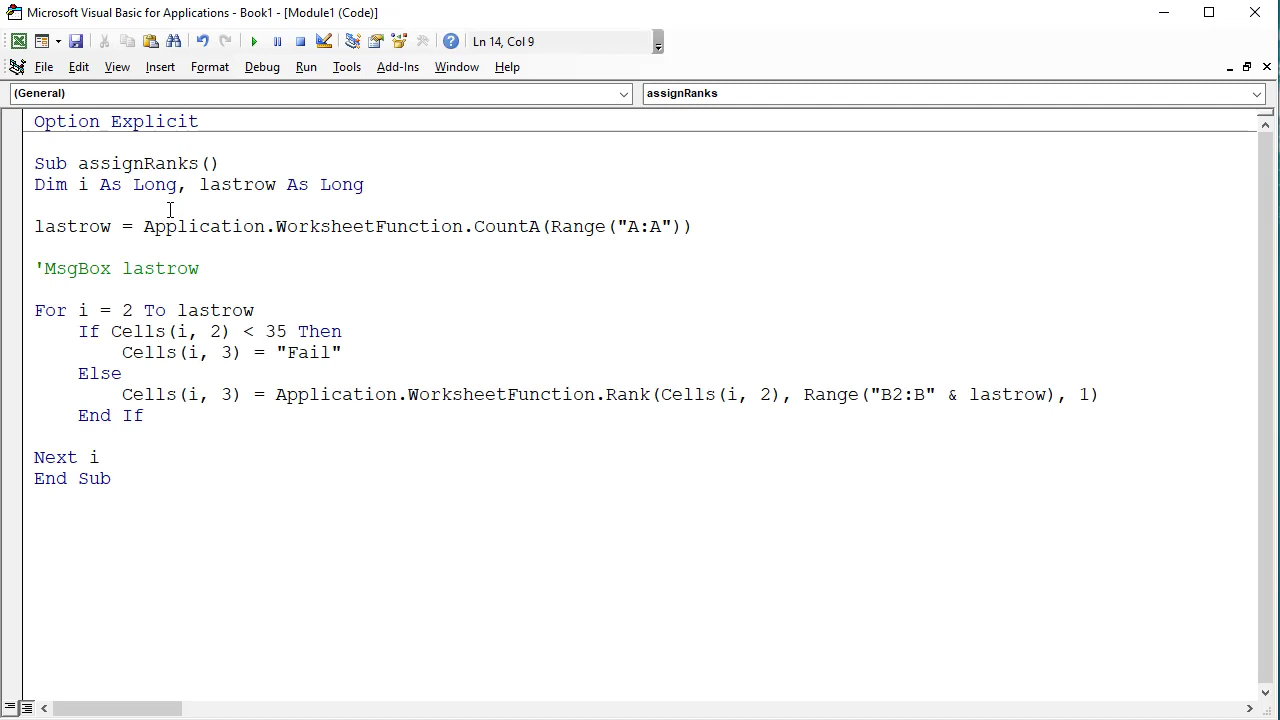 Microsoft Visual Basic for Applications - Book1 - [Module1 (Code)]
Ln 14, Col 9
File Edit View Insert Format Debug Run Tools Add-Ins Window Help
(General) assignRanks
Option Explicit
Sub assignRanks()
Dim i As Long, lastrow As Long
lastrow = Application.WorksheetFunction.CountA(Range("A:A"))
'MsgBox lastrow
For i = 2 To lastrow
If Cells(i, 2) < 35 Then
Cells(i, 3) = "Fail"
Else
Cells(i, 3) = Application.WorksheetFunction.Rank(Cells(i, 2), Range("B2:B" & lastrow), 1)
End If
Next i
End Sub